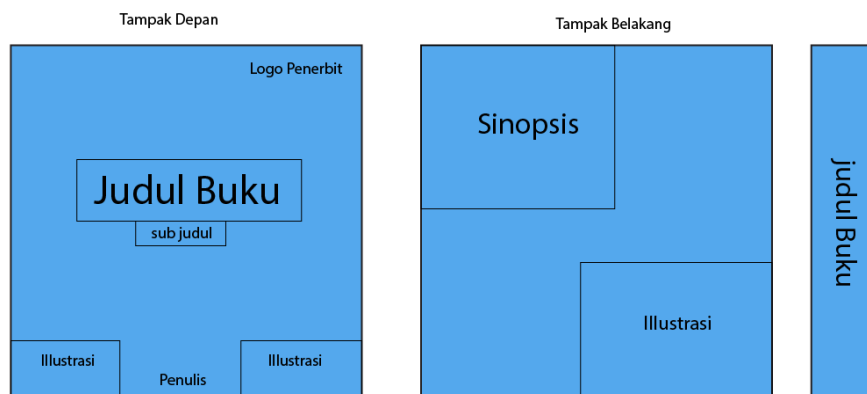 Tampak Depan
Logo Penerbit
Judul Buku
sub judul
Illustrasi
Penulis
Illustrasi
Tampak Belakang
Sinopsis
Illustrasi
judul Buku